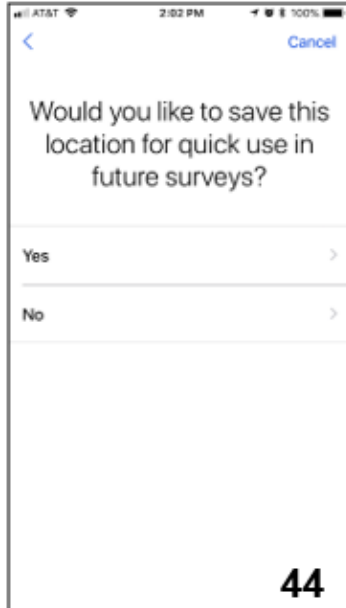 AT&T 2:02 PM 100%
Cancel
Would you like to save this
location for quick use in
future surveys?
Yes
No
44